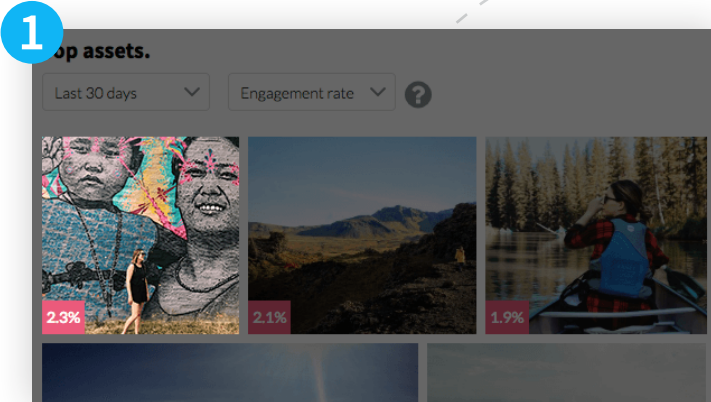 1
op assets.
Last 30 days
Engagement rate
?
2.3%
2.1%
1.9%